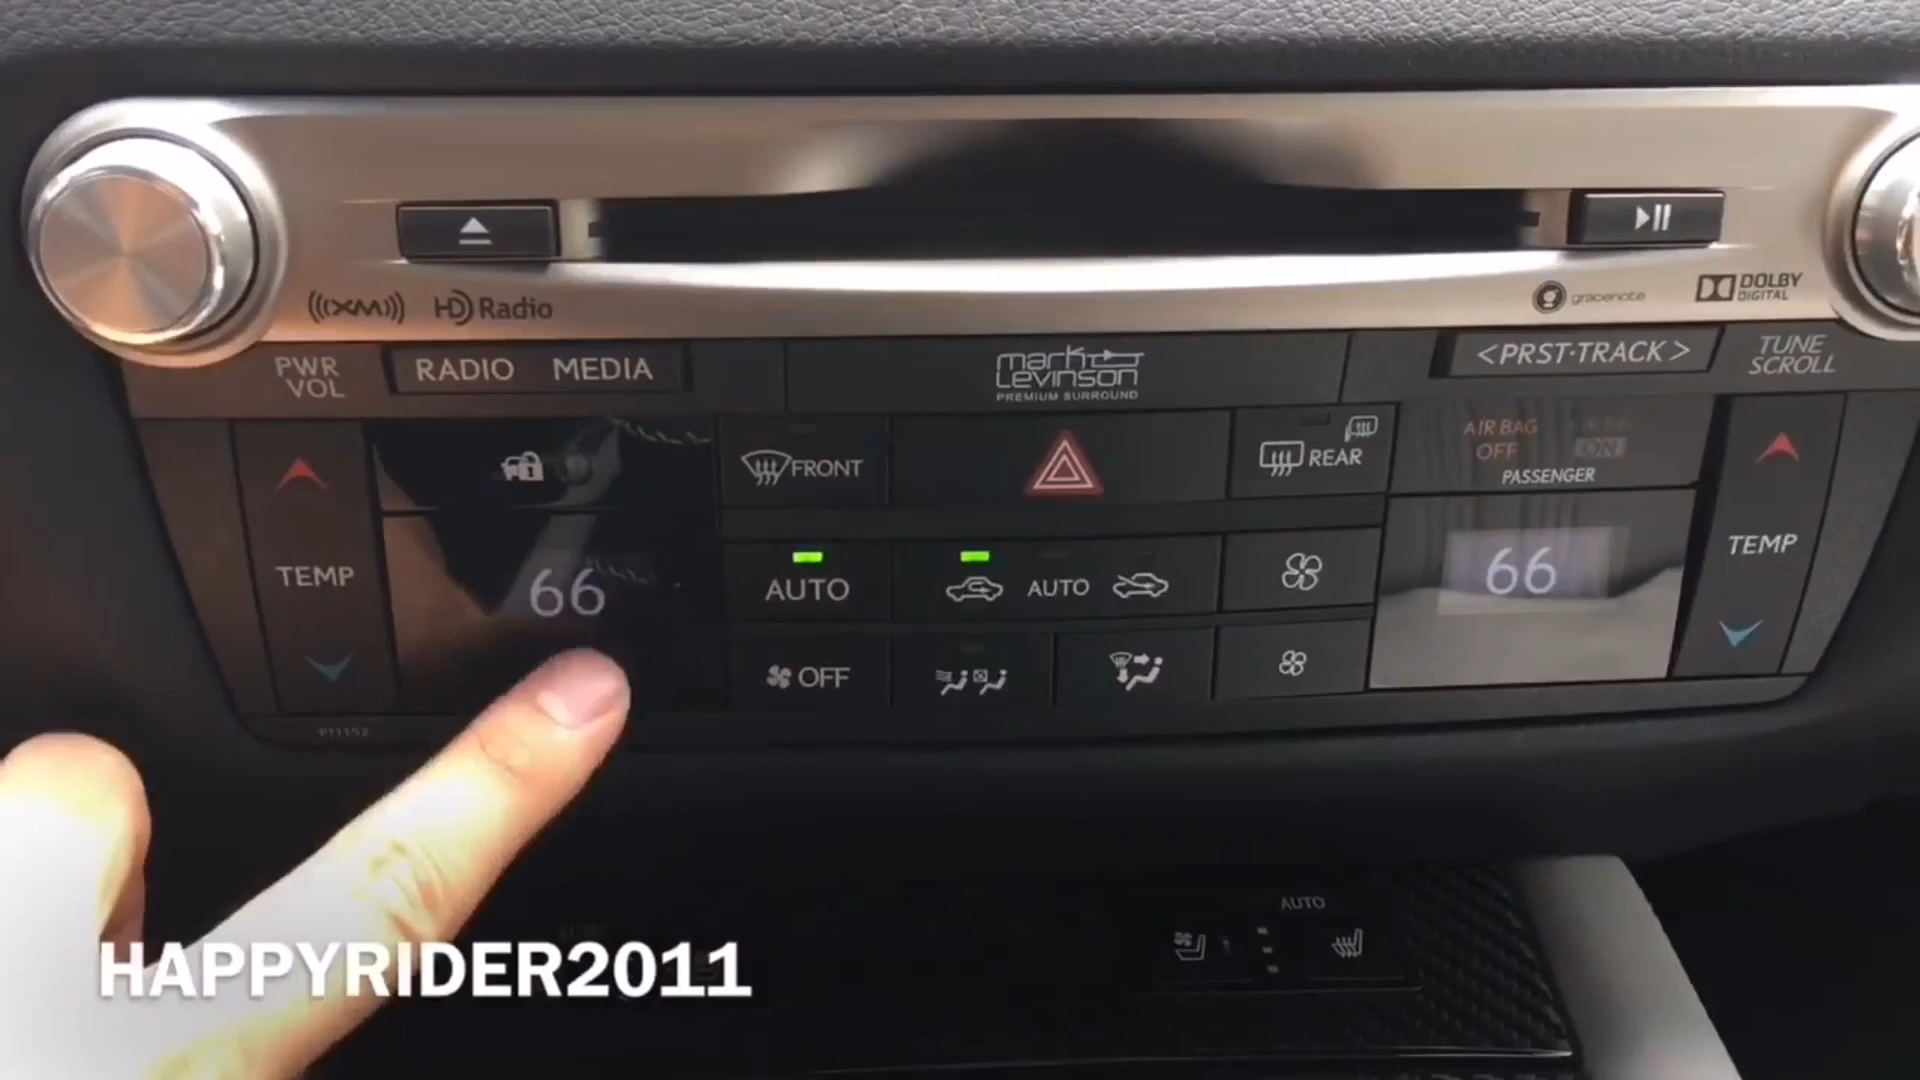 ((XM)) HD Radio
gracenote
DOLBY
DIGITAL
PWR
VOL
RADIO MEDIA
mark
Levinson
PREMIUM SURROUND
<PRST·TRACK>
TUNE
SCROLL
FRONT
REAR
AIR BAG
OFF
ON
PASSENGER
TEMP
66
AUTO
AUTO
66
TEMP
OFF
P11152
AUTO
HAPPYRIDER2011